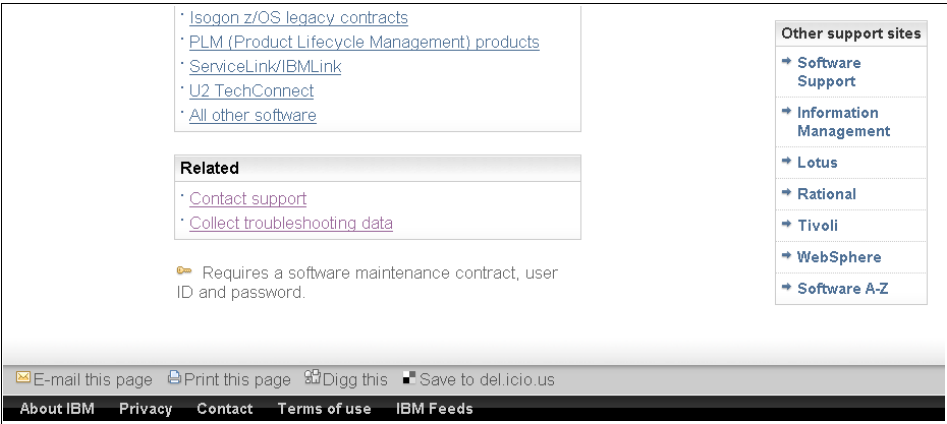 Isogon z/OS legacy contracts
PLM (Product Lifecycle Management) products
ServiceLink/IBMLink
U2 TechConnect
All other software
Related
Contact support
Collect troubleshooting data
Requires a software maintenance contract, user
ID and password.
Other support sites
Software
Support
Information
Management
Lotus
Rational
Tivoli
WebSphere
Software A-Z
E-mail this page Print this page Digg this Save to del.icio.us
About IBM Privacy Contact Terms of use IBM Feeds